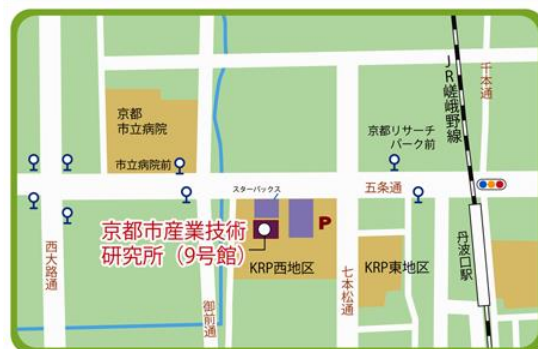 京都
市立病院
市立病院前
スターバックス
京都市産業技術
研究所（9号館）
KRP西地区
P
西大路通
御前通
七本松通
KRP東地区
五条通
京都リサーチ
パーク前
JR嵯峨野線
千本通
丹波口駅